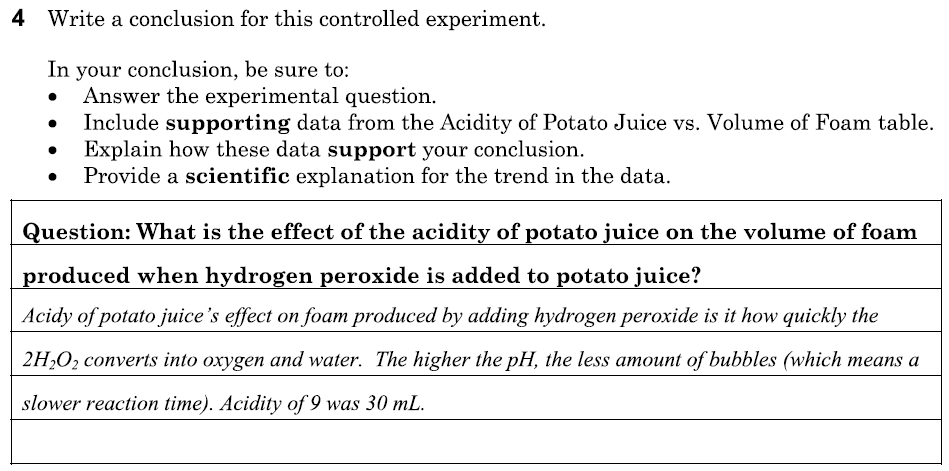 4 Write a conclusion for this controlled experiment.
In your conclusion, be sure to:
• Answer the experimental question.
• Include supporting data from the Acidity of Potato Juice vs. Volume of Foam table.
• Explain how these data support your conclusion.
• Provide a scientific explanation for the trend in the data.
Question: What is the effect of the acidity of potato juice on the volume of foam
produced when hydrogen peroxide is added to potato juice?
Acidy of potato juice's effect on foam produced by adding hydrogen peroxide is it how quickly the
2H₂O₂ converts into oxygen and water. The higher the pH, the less amount of bubbles (which means a
slower reaction time). Acidity of 9 was 30 mL.